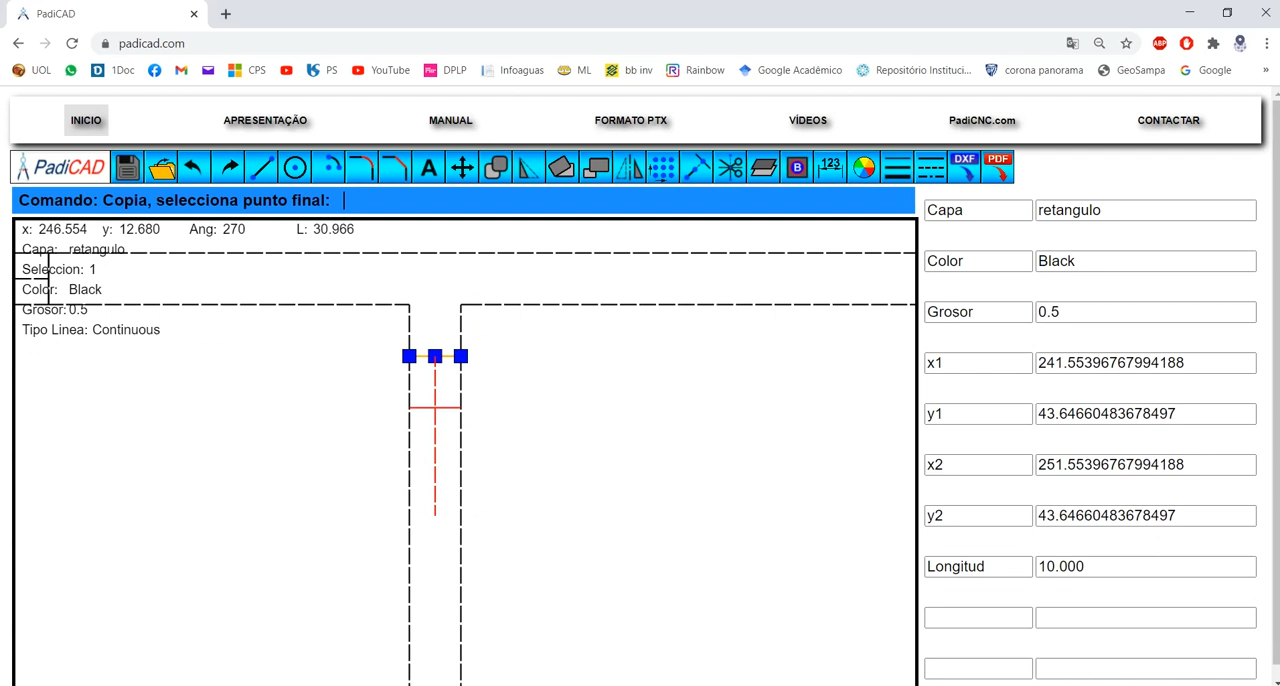 PadiCAD
padicad.com
UOL 1Doc CPS PS YouTube DPLP Infoaguas ML bb inv Rainbow Google Acadêmico Repositório Instituci... corona panorama GeoSampa Google »
INICIO APRESENTAÇÃO MANUAL FORMATO PTX VÍDEOS PadiCNC.com CONTACTAR
PadiCAD A B 123 DXF PDF
Comando: Copia, selecciona punto final:
x: 246.554 y: 12.680 Ang: 270 L: 30.966
Capa: retangulo
Seleccion: 1
Color: Black
Grosor: 0.5
Tipo Linea: Continuous
Capa retangulo
Color Black
Grosor 0.5
x1 241.55396767994188
y1 43.64660483678497
x2 251.55396767994188
y2 43.64660483678497
Longitud 10.000